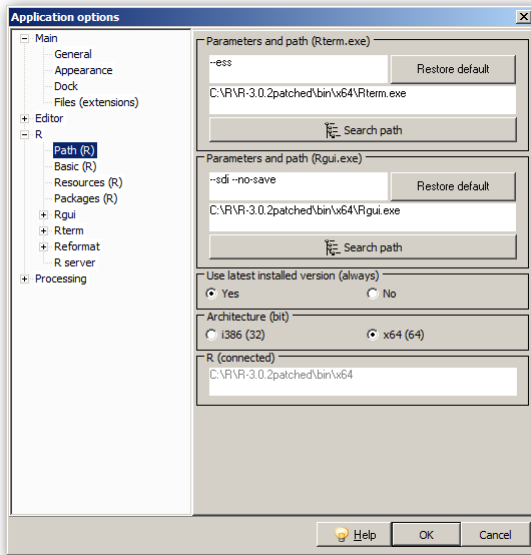 Application options
Main
General
Appearance
Dock
Files (extensions)
Editor
R
Path (R)
Basic (R)
Resources (R)
Packages (R)
Rgui
Rterm
Reformat
R server
Processing
Parameters and path (Rterm.exe)
--ess
Restore default
C:\R\R-3.0.2patched\bin\x64\Rterm.exe
Search path
Parameters and path (Rgui.exe)
--sdi --no-save
Restore default
C:\R\R-3.0.2patched\bin\x64\Rgui.exe
Search path
Use latest installed version (always)
Yes No
Architecture (bit)
i386 (32) x64 (64)
R (connected)
C:\R\R-3.0.2patched\bin\x64
Help OK Cancel